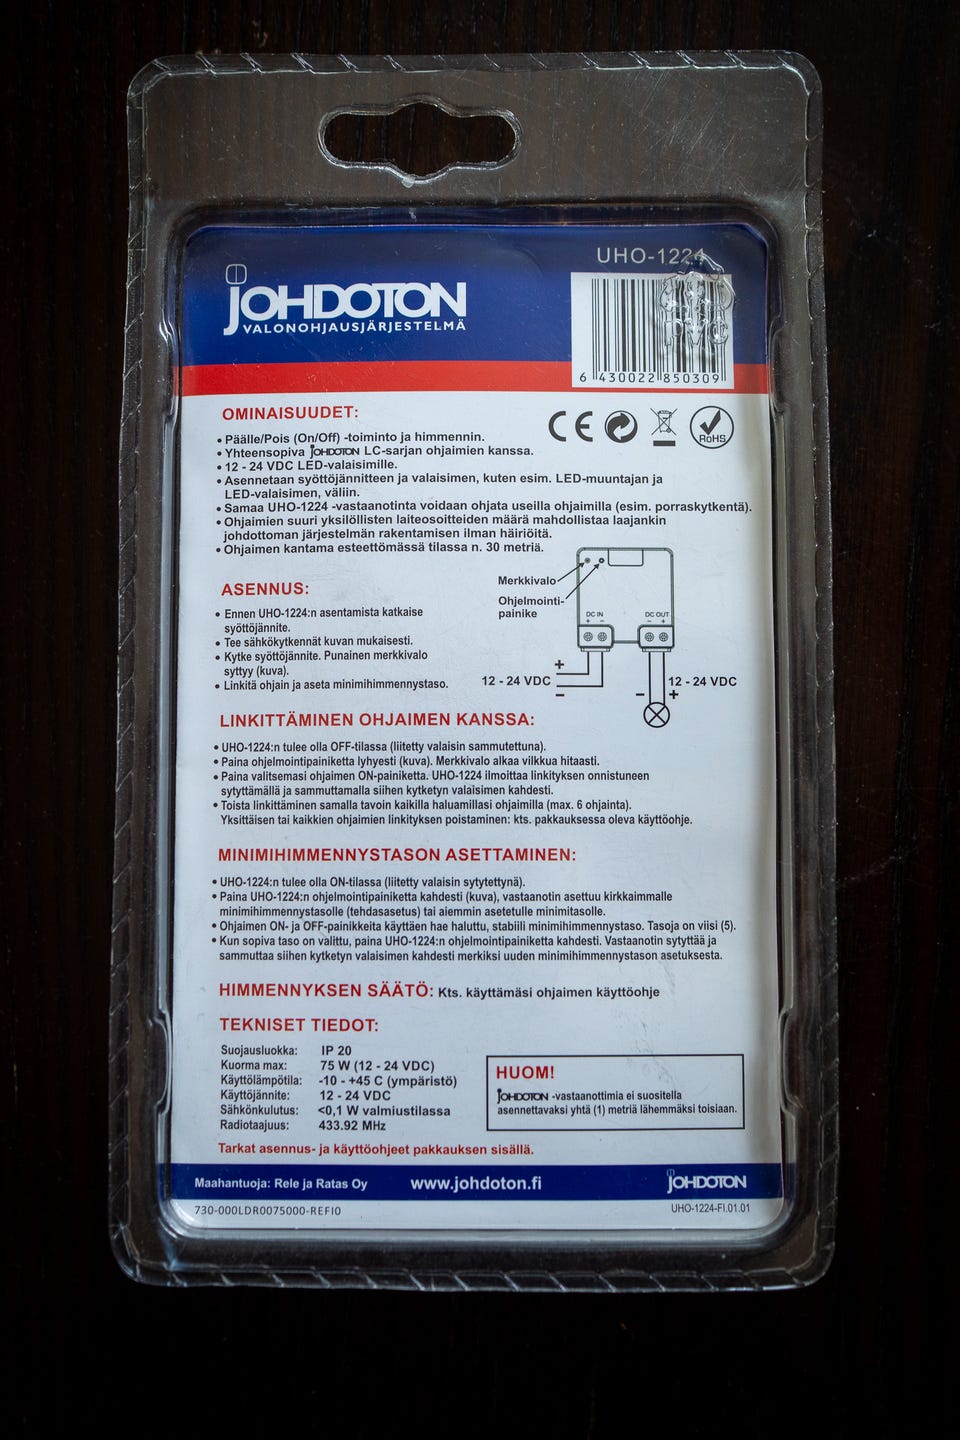 UHO-1224
JOHDOTON
VALONOHJAUSJÄRJESTELMÄ
6 430022 850309
OMINAISUUDET:
CE
RoHS
• Päälle/Pois (On/Off) -toiminto ja himmennin.
• Yhteensopiva JOHDOTON LC-sarjan ohjaimien kanssa.
• 12 - 24 VDC LED-valaisimille.
• Asennetaan syöttöjännitteen ja valaisimen, kuten esim. LED-muuntajan ja
LED-valaisimen, väliin.
• Samaa UHO-1224 -vastaanotinta voidaan ohjata useilla ohjaimilla (esim. porraskytkentä).
• Ohjaimien suuri yksilöllisten laiteosoitteiden määrä mahdollistaa laajankin
johdottoman järjestelmän rakentamisen ilman häiriöitä.
• Ohjaimen kantama esteettömässä tilassa n. 30 metriä.
ASENNUS:
• Ennen UHO-1224:n asentamista katkaise
syöttöjännite.
• Tee sähkökytkennät kuvan mukaisesti.
• Kytke syöttöjännite. Punainen merkkivalo
syttyy (kuva).
• Linkitä ohjain ja aseta minimihimmennystaso.
Merkkivalo
Ohjelmointi-
painike
DC IN DC OUT
+ − − +
+
12 - 24 VDC 12 - 24 VDC
− − +
LINKITTÄMINEN OHJAIMEN KANSSA:
• UHO-1224:n tulee olla OFF-tilassa (liitetty valaisin sammutettuna).
• Paina ohjelmointipainiketta lyhyesti (kuva). Merkkivalo alkaa vilkkua hitaasti.
• Paina valitsemasi ohjaimen ON-painiketta. UHO-1224 ilmoittaa linkityksen onnistuneen
sytyttämällä ja sammuttamalla siihen kytketyn valaisimen kahdesti.
• Toista linkittäminen samalla tavoin kaikilla haluamillasi ohjaimilla (max. 6 ohjainta).
Yksittäisen tai kaikkien ohjaimien linkityksen poistaminen: kts. pakkauksessa oleva käyttöohje.
MINIMIHIMMENNYSTASON ASETTAMINEN:
• UHO-1224:n tulee olla ON-tilassa (liitetty valaisin sytytettynä).
• Paina UHO-1224:n ohjelmointipainiketta kahdesti (kuva), vastaanotin asettuu kirkkaimmalle
minimihimmennystasolle (tehdasasetus) tai aiemmin asetetulle minimitasolle.
• Ohjaimen ON- ja OFF-painikkeita käyttäen hae haluttu, stabiili minimihimmennystaso. Tasoja on viisi (5).
• Kun sopiva taso on valittu, paina UHO-1224:n ohjelmointipainiketta kahdesti. Vastaanotin sytyttää ja
sammuttaa siihen kytketyn valaisimen kahdesti merkiksi uuden minimihimmennystason asetuksesta.
HIMMENNYKSEN SÄÄTÖ: Kts. käyttämäsi ohjaimen käyttöohje
TEKNISET TIEDOT:
Suojausluokka: IP 20
Kuorma max: 75 W (12 - 24 VDC)
Käyttölämpötila: -10 - +45 C (ympäristö)
Käyttöjännite: 12 - 24 VDC
Sähkönkulutus: <0,1 W valmiustilassa
Radiotaajuus: 433.92 MHz
HUOM!
JOHDOTON -vastaanottimia ei suositella
asennettavaksi yhtä (1) metriä lähemmäksi toisiaan.
Tarkat asennus- ja käyttöohjeet pakkauksen sisällä.
Maahantuoja: Rele ja Ratas Oy www.johdoton.fi JOHDOTON
730-000LDR0075000-REFI0 UHO-1224-FI.01.01